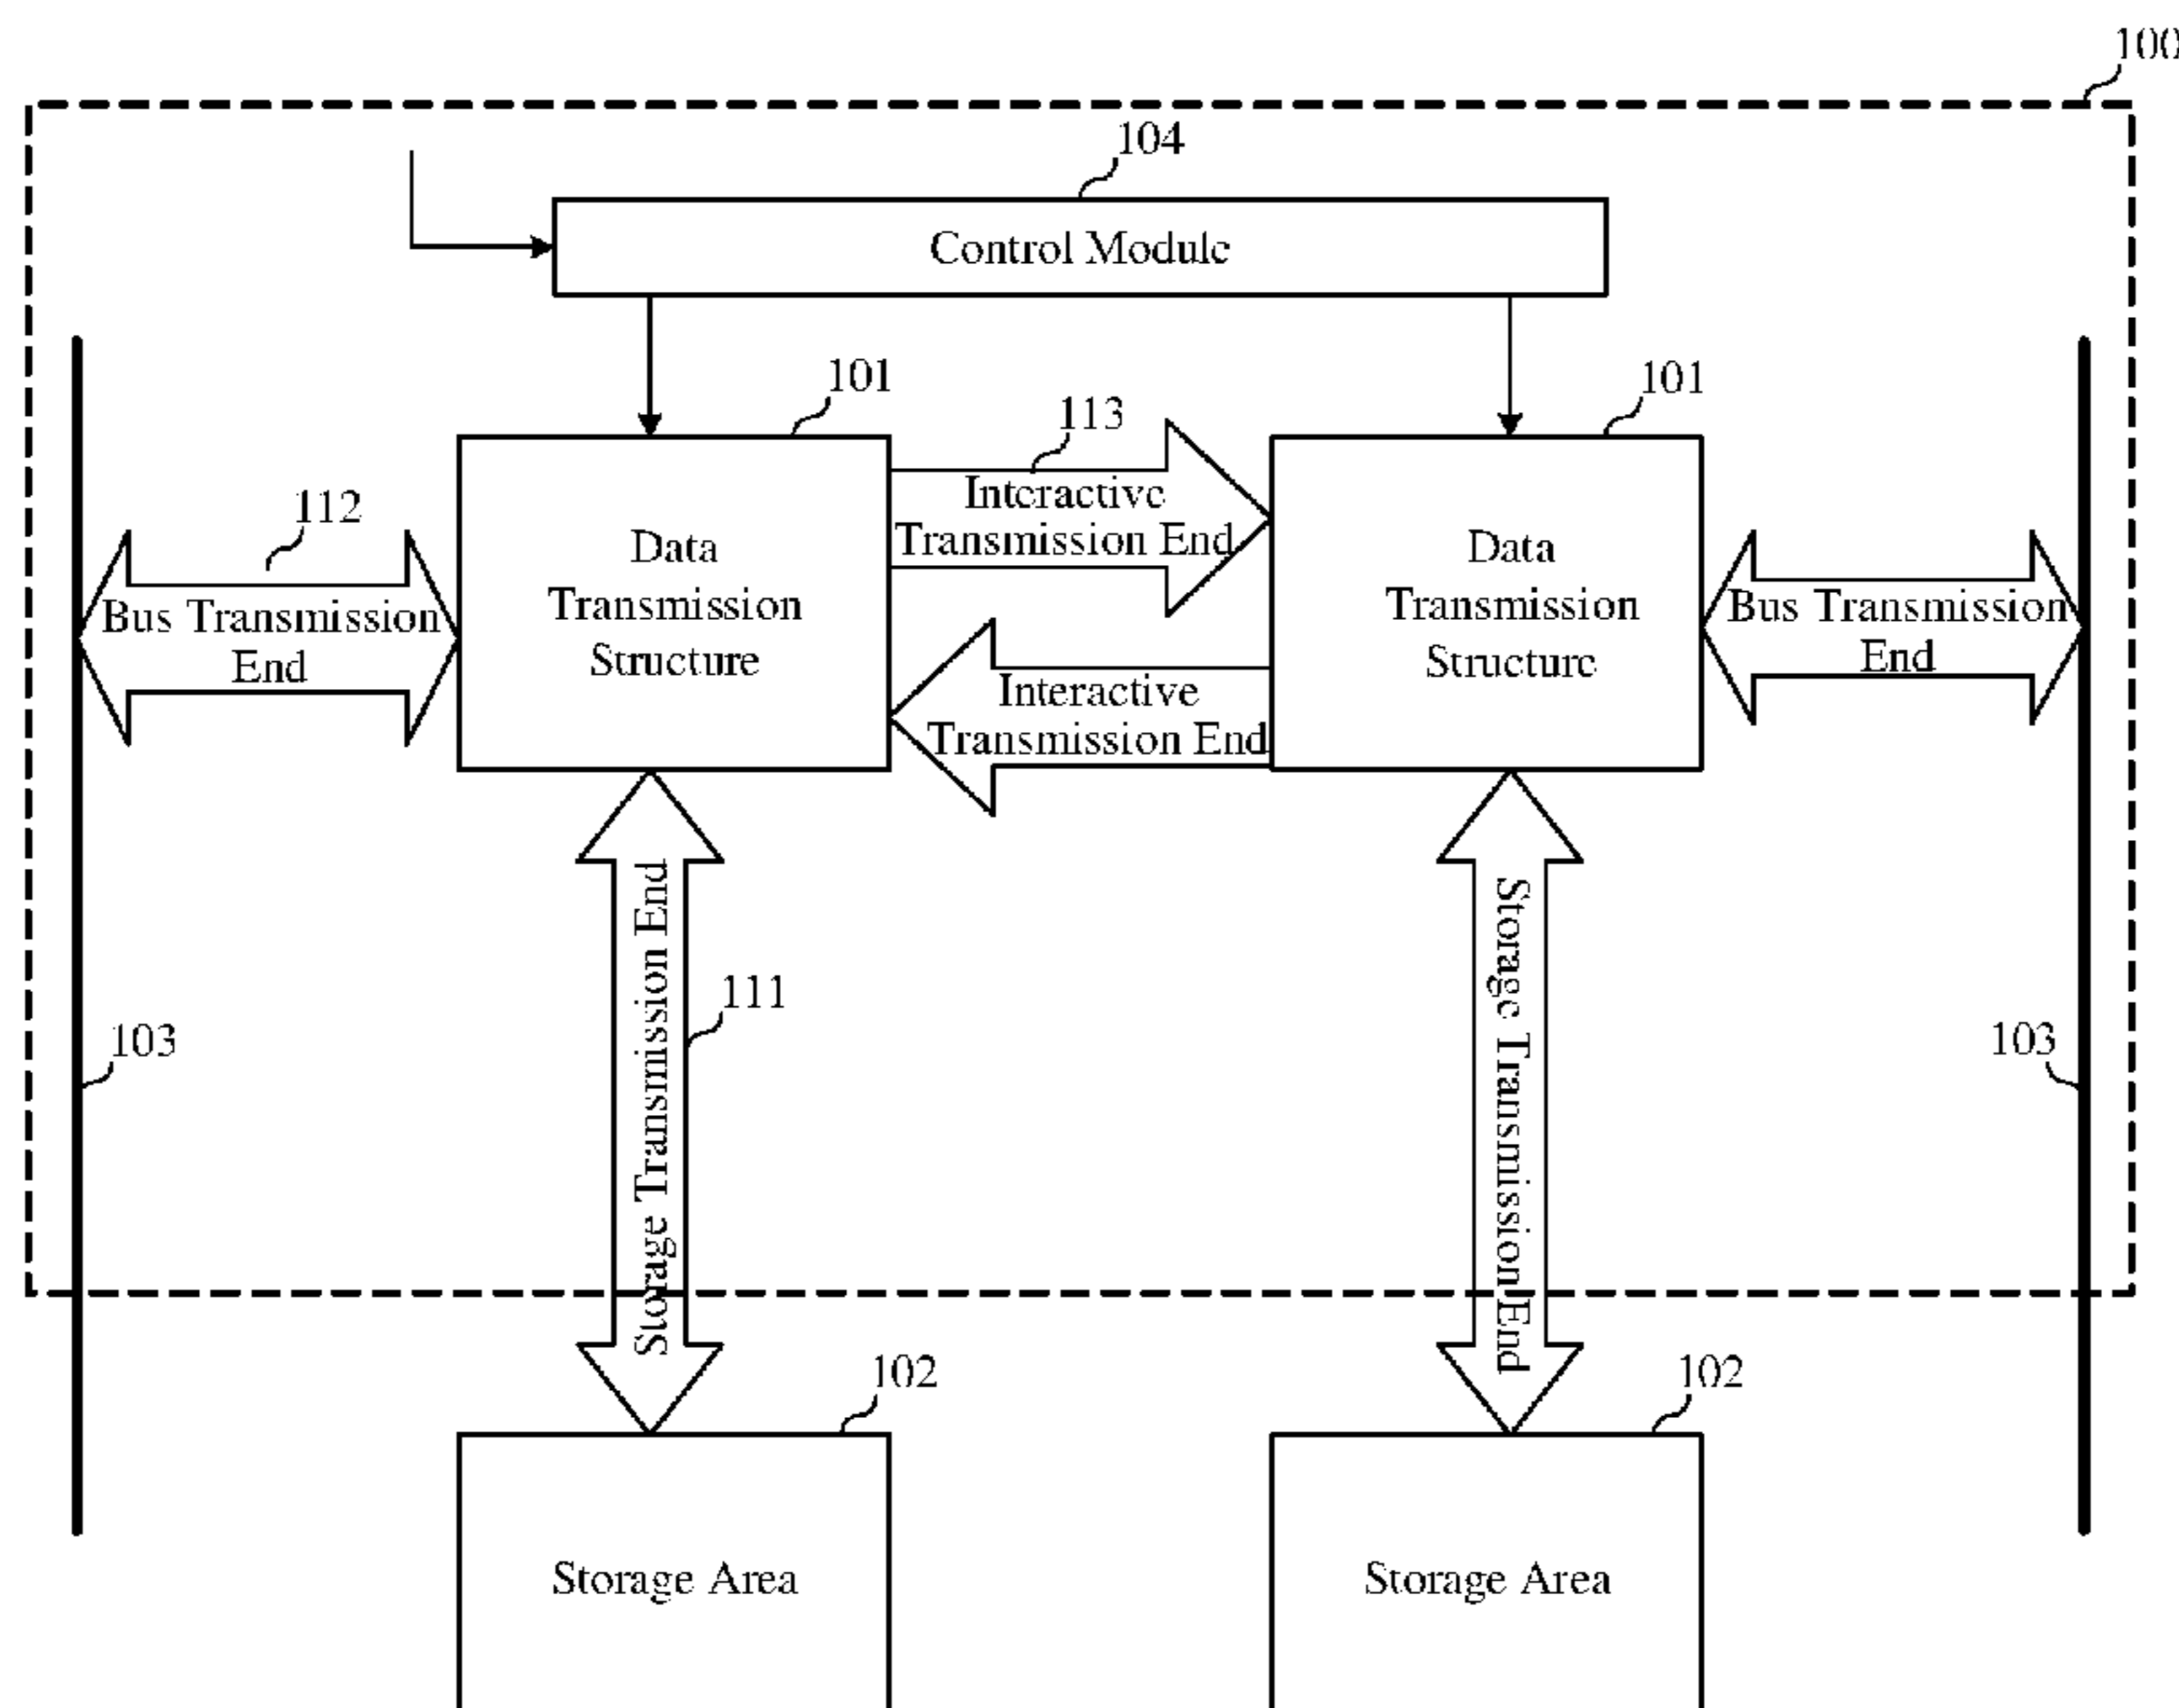 100
104
Control Module
101
101
113
Interactive
Transmission End
112
Data
Transmission
Structure
Data
Transmission
Structure
Bus Transmission
End
Bus Transmission
End
Interactive
Transmission End
Storage Transmission End
111
Storage Transmission End
103
103
102
102
Storage Area
Storage Area